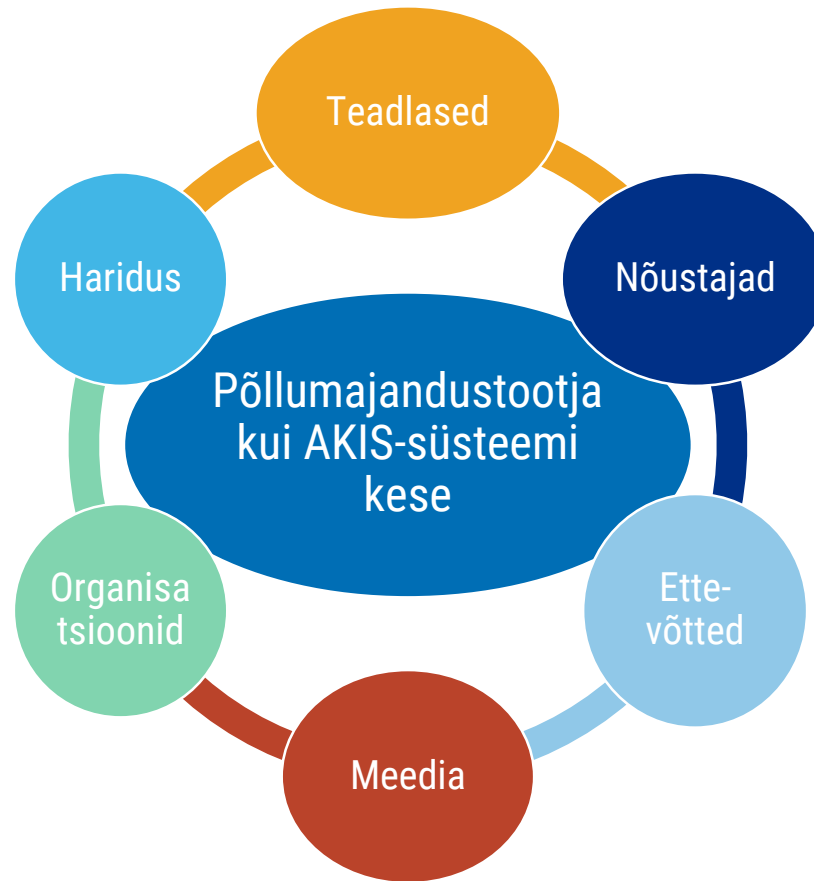 Teadlased
Haridus
Nõustajad
Põllumajandustootja
kui AKIS-süsteemi
kese
Organisa
tsioonid
Ette-
võtted
Meedia